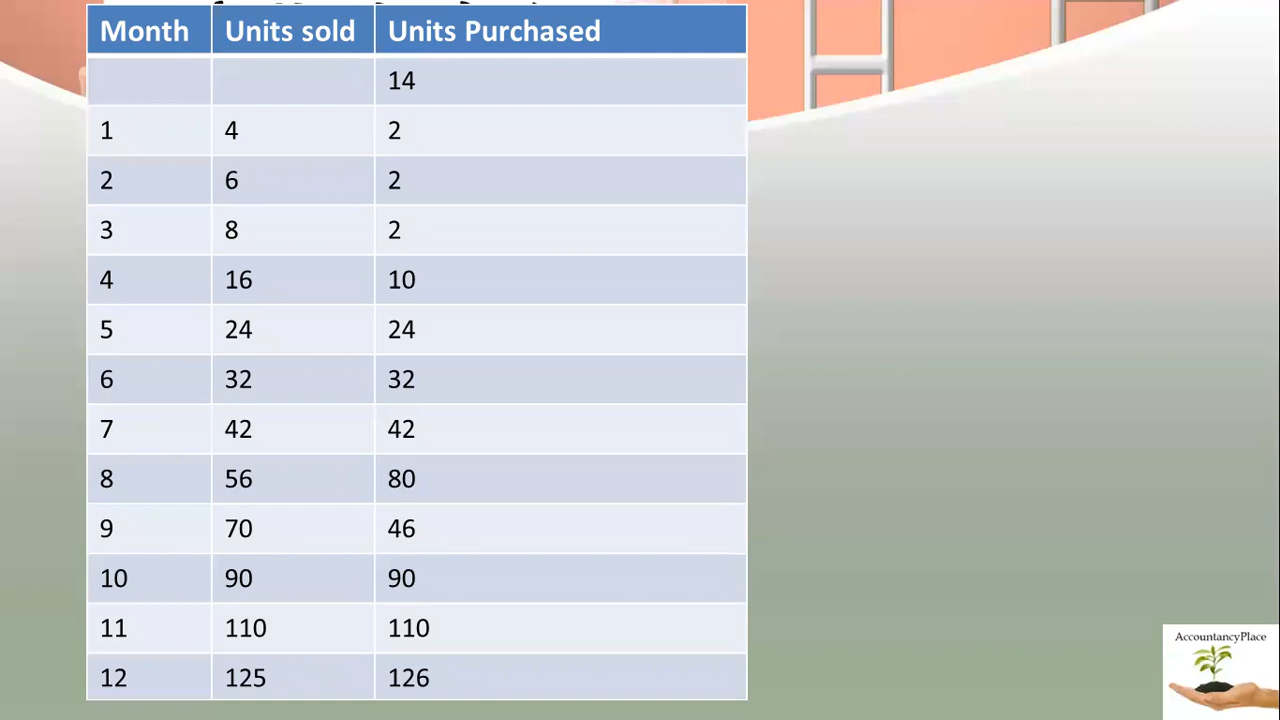 Month Units sold Units Purchased
14
1 4 2
2 6 2
3 8 2
4 16 10
5 24 24
6 32 32
7 42 42
8 56 80
9 70 46
10 90 90
11 110 110
12 125 126
AccountancyPlace